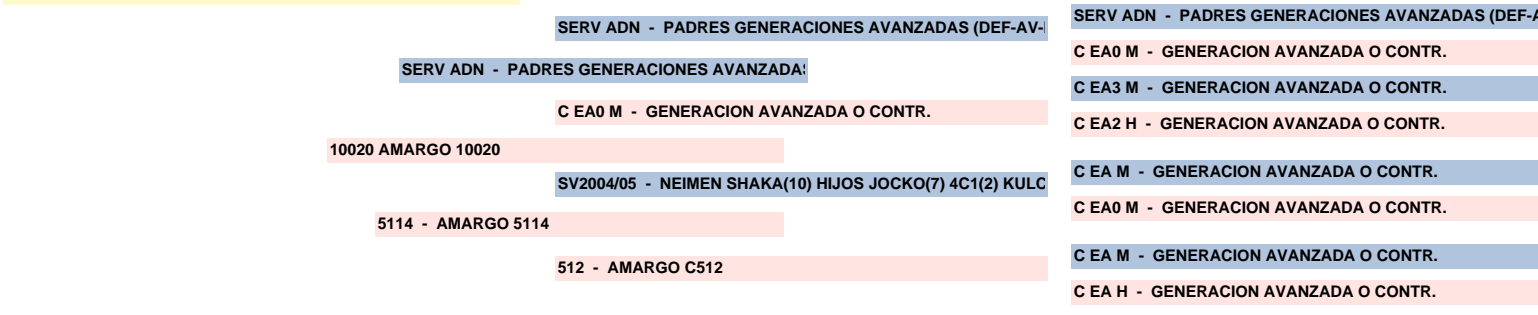 SERV ADN - PADRES GENERACIONES AVANZADAS (DEF-AV-
SERV ADN - PADRES GENERACIONES AVANZADAS
C EA0 M - GENERACION AVANZADA O CONTR.
10020 AMARGO 10020
SV2004/05 - NEIMEN SHAKA(10) HIJOS JOCKO(7) 4C1(2)
5114 - AMARGO 5114
512 - AMARGO C512
SERV ADN - PADRES GENERACIONES AVANZADAS
C EA0 M - GENERACION AVANZADA O CONTR.
C EA3 M - GENERACION AVANZADA O CONTR.
C EA2 H - GENERACION AVANZADA O CONTR.
C EA M - GENERACION AVANZADA O CONTR.
C EA0 M - GENERACION AVANZADA O CONTR.
C EA M - GENERACION AVANZADA O CONTR.
C EA H - GENERACION AVANZADA O CONTR.